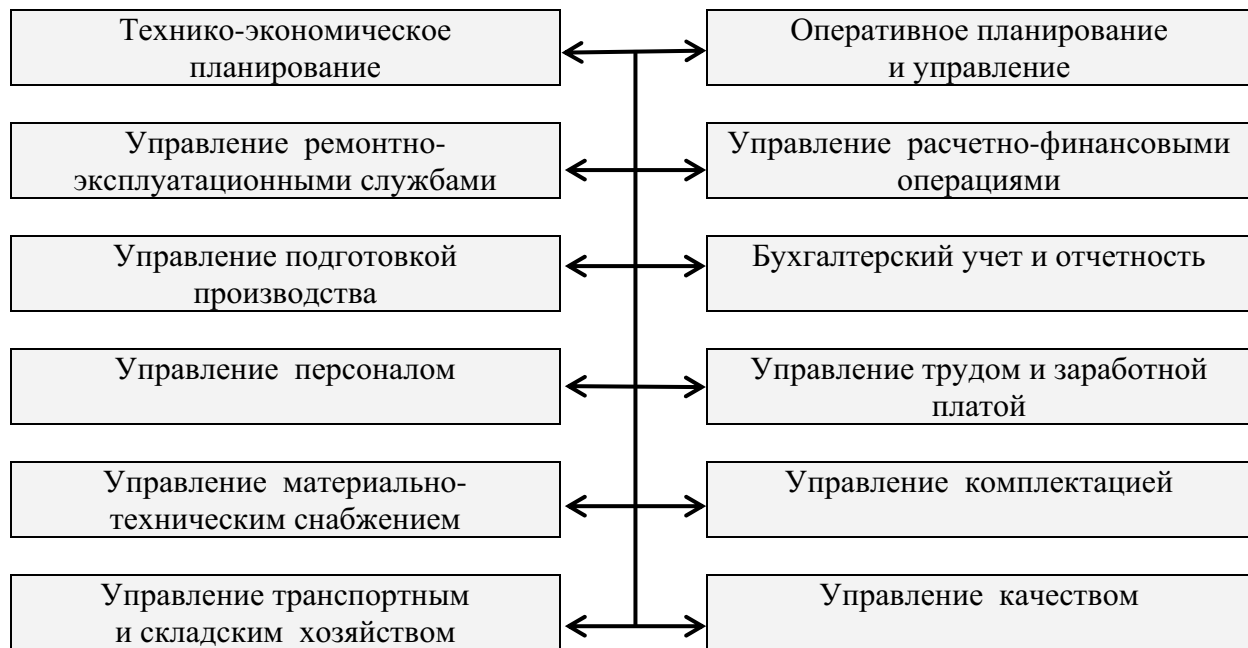 Технико-экономическое
планирование
Оперативное планирование
и управление
Управление ремонтно-
эксплуатационными службами
Управление расчетно-финансовыми
операциями
Управление подготовкой
производства
Бухгалтерский учет и отчетность
Управление персоналом
Управление трудом и заработной
платой
Управление материально-
техническим снабжением
Управление комплектацией
Управление транспортным
и складским хозяйством
Управление качеством